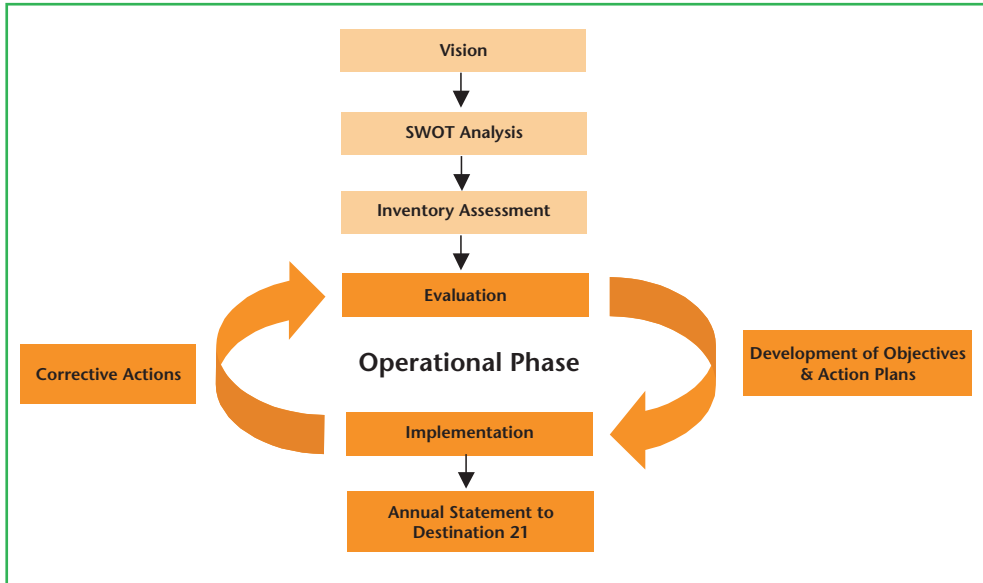 Vision
SWOT Analysis
Inventory Assessment
Evaluation
Operational Phase
Development of Objectives
& Action Plans
Corrective Actions
Implementation
Annual Statement to
Destination 21